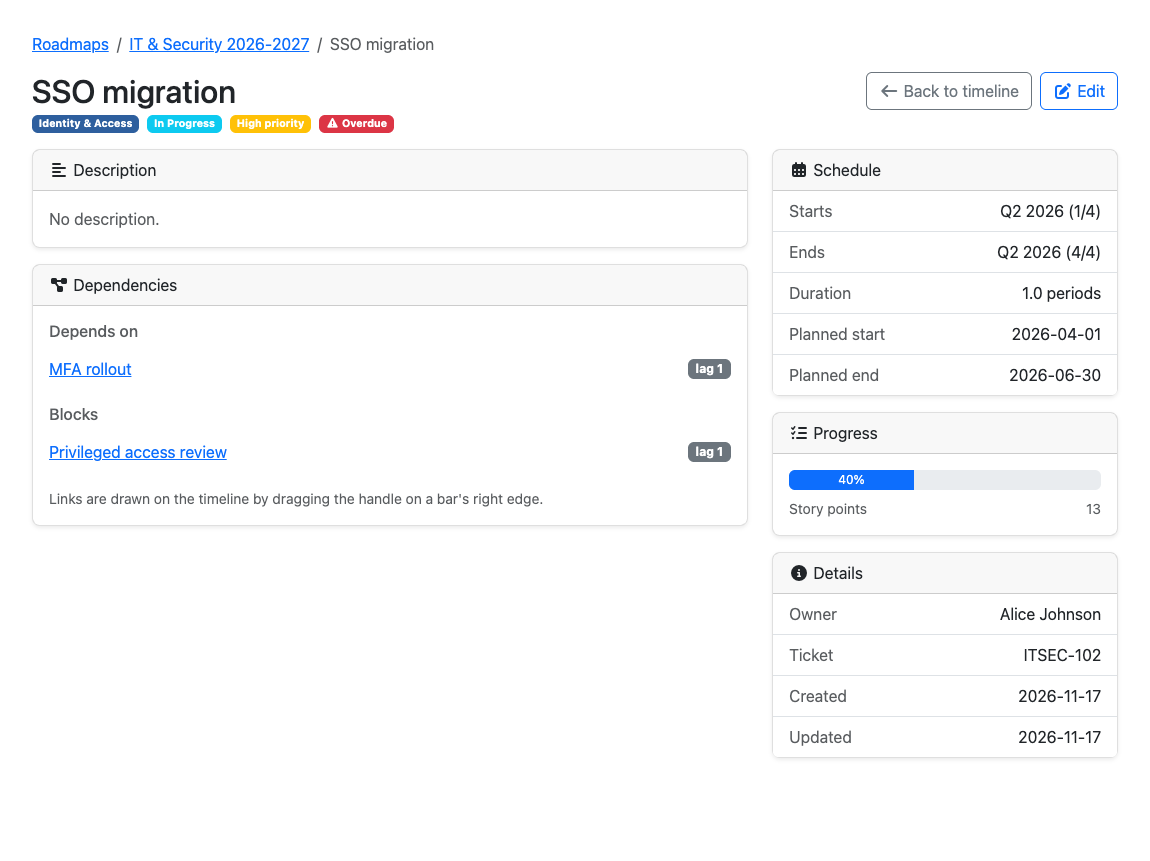 Roadmaps / IT & Security 2026-2027 / SSO migration
SSO migration
Back to timeline
Edit
Identity & Access
In Progress
High priority
Overdue
Description
No description.
Dependencies
Depends on
MFA rollout lag 1
Blocks
Privileged access review lag 1
Links are drawn on the timeline by dragging the handle on a bar's right edge.
Schedule
Starts Q2 2026 (1/4)
Ends Q2 2026 (4/4)
Duration 1.0 periods
Planned start 2026-04-01
Planned end 2026-06-30
Progress
40%
Story points 13
Details
Owner Alice Johnson
Ticket ITSEC-102
Created 2026-11-17
Updated 2026-11-17